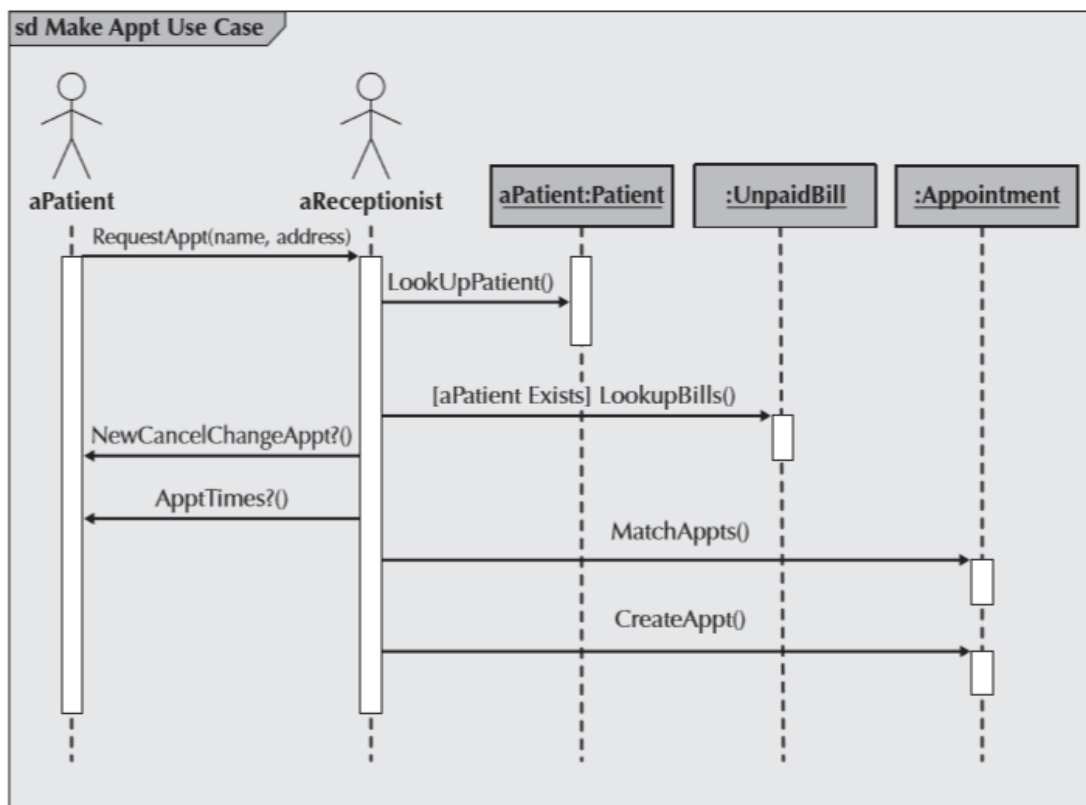 sd Make Appt Use Case
aPatient
aReceptionist
aPatient:Patient
:UnpaidBill
:Appointment
RequestAppt(name, address)
LookUpPatient()
[aPatient Exists] LookupBills()
NewCancelChangeAppt?()
ApptTimes?()
MatchAppts()
CreateAppt()